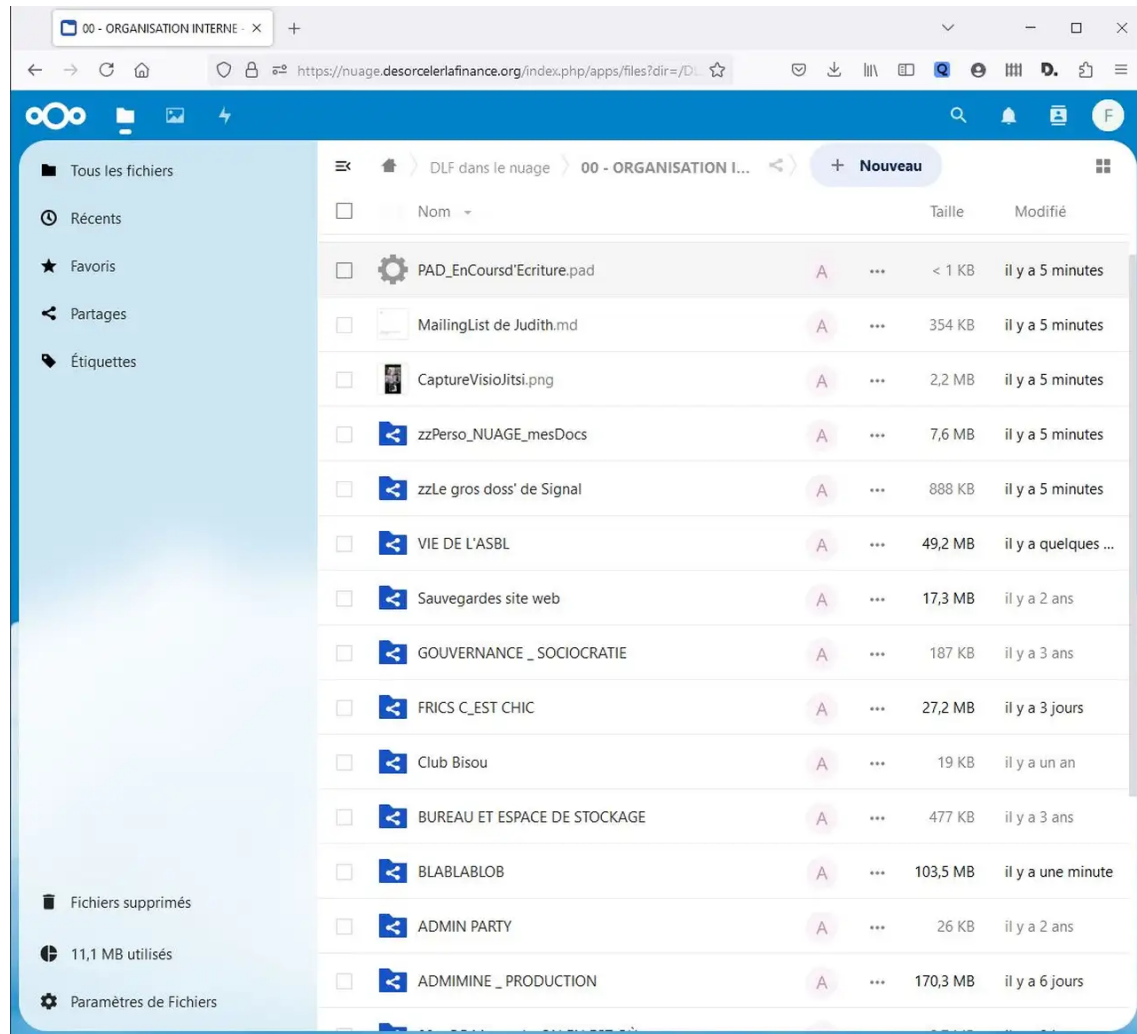 00 - ORGANISATION INTERNE -
https://nuage.desorcelerlafinance.org/index.php/apps/files?dir=/DL
D.
F
Tous les fichiers
Récents
Favoris
Partages
Étiquettes
Fichiers supprimés
11,1 MB utilisés
Paramètres de Fichiers
DLF dans le nuage 00 - ORGANISATION I... + Nouveau
Nom Taille Modifié
PAD_EnCoursd'Ecriture.pad A ... < 1 KB il y a 5 minutes
MailingList de Judith.md A ... 354 KB il y a 5 minutes
CaptureVisioJitsi.png A ... 2,2 MB il y a 5 minutes
zzPerso_NUAGE_mesDocs A ... 7,6 MB il y a 5 minutes
zzLe gros doss' de Signal A ... 888 KB il y a 5 minutes
VIE DE L'ASBL A ... 49,2 MB il y a quelques ...
Sauvegardes site web A ... 17,3 MB il y a 2 ans
GOUVERNANCE _ SOCIOCRATIE A ... 187 KB il y a 3 ans
FRICS C_EST CHIC A ... 27,2 MB il y a 3 jours
Club Bisou A ... 19 KB il y a un an
BUREAU ET ESPACE DE STOCKAGE A ... 477 KB il y a 3 ans
BLABLABLOB A ... 103,5 MB il y a une minute
ADMIN PARTY A ... 26 KB il y a 2 ans
ADMIMINE _ PRODUCTION A ... 170,3 MB il y a 6 jours